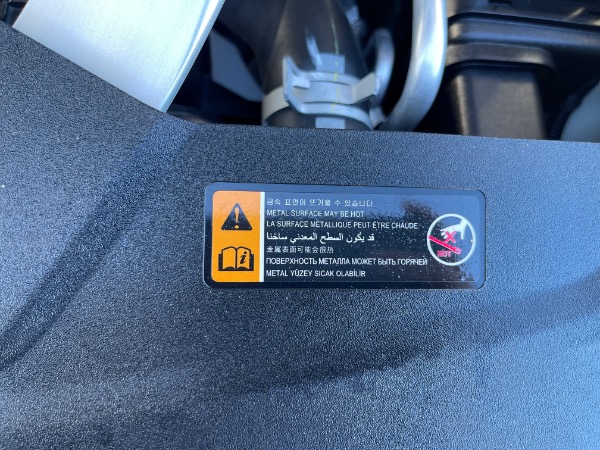 금속 표면이 뜨거울 수 있습니다.
METAL SURFACE MAY BE HOT
LA SURFACE MÉTALLIQUE PEUT ÊTRE CHAUDE.
قد يكون السطح المعدني ساخنا
金属表面可能会很热
ПОВЕРХНОСТЬ МЕТАЛЛА МОЖЕТ БЫТЬ ГОРЯЧЕЙ
METAL YÜZEY SICAK OLABİLİR
HOT